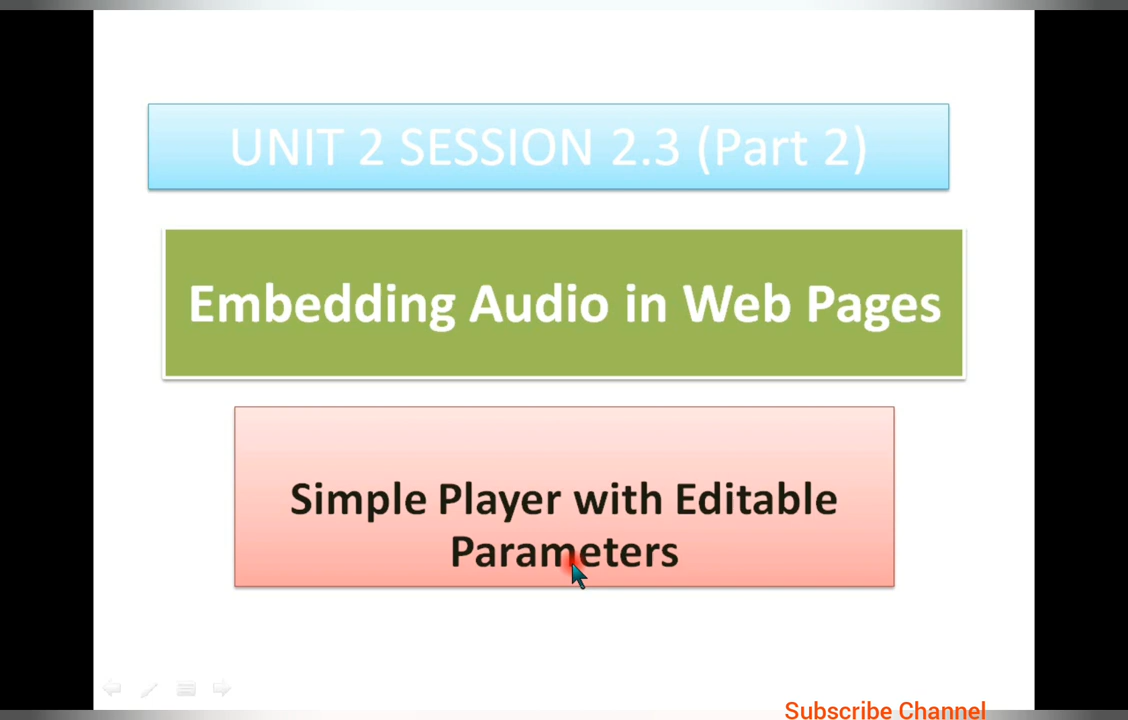 UNIT 2 SESSION 2.3 (Part 2)
Embedding Audio in Web Pages
Simple Player with Editable
Parameters
Subscribe Channel